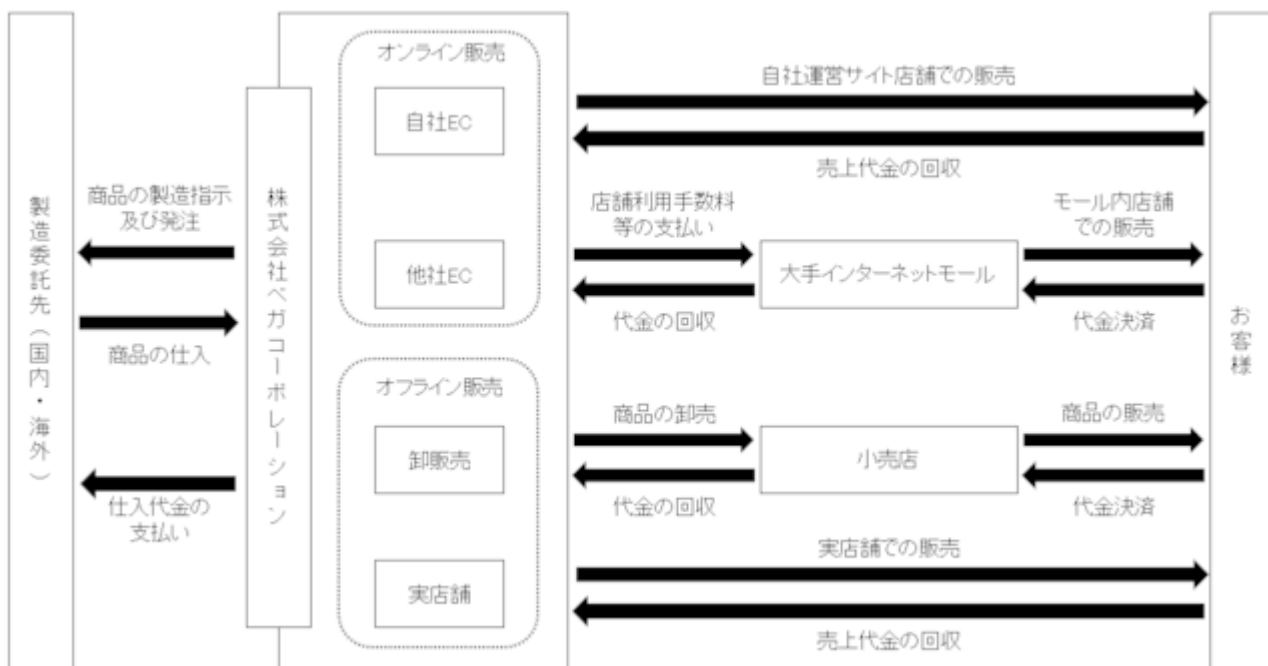 製造委託先（国内・海外）
商品の製造指示
及び発注
商品の仕入
仕入代金の
支払い
株式会社ベガコーポレーション
オンライン販売
自社EC
他社EC
オフライン販売
卸販売
実店舗
自社運営サイト店舗での販売
売上代金の回収
店舗利用手数料
等の支払い
代金の回収
大手インターネットモール
モール内店舗
での販売
代金決済
商品の卸売
代金の回収
小売店
商品の販売
代金決済
実店舗での販売
売上代金の回収
お客様